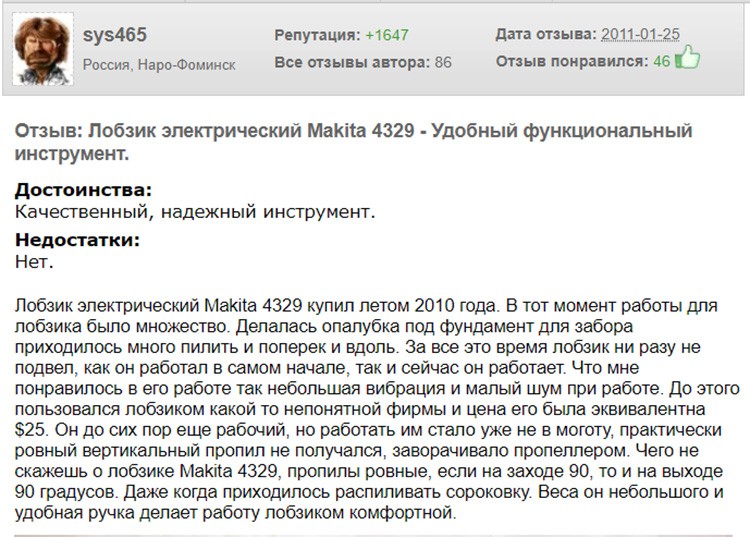 sys465
Россия, Наро-Фоминск
Репутация: +1647
Все отзывы автора: 86
Дата отзыва: 2011-01-25
Отзыв понравился: 46
Отзыв: Лобзик электрический Makita 4329 - Удобный функциональный
инструмент.
Достоинства:
Качественный, надежный инструмент.
Недостатки:
Нет.
Лобзик электрический Makita 4329 купил летом 2010 года. В тот момент работы для
лобзика было множество. Делалась опалубка под фундамент для забора
приходилось много пилить и поперек и вдоль. За все это время лобзик ни разу не
подвел, как он работал в самом начале, так и сейчас он работает. Что мне
понравилось в его работе так небольшая вибрация и малый шум при работе. До этого
пользовался лобзиком какой то непонятной фирмы и цена его была эквивалентна
$25. Он до сих пор еще рабочий, но работать им стало уже не в моготу, практически
ровный вертикальный пропил не получался, заворачивало пропеллером. Чего не
скажешь о лобзике Makita 4329, пропилы ровные, если на заходе 90, то и на выходе
90 градусов. Даже когда приходилось распиливать сороковку. Веса он небольшого и
удобная ручка делает работу лобзиком комфортной.